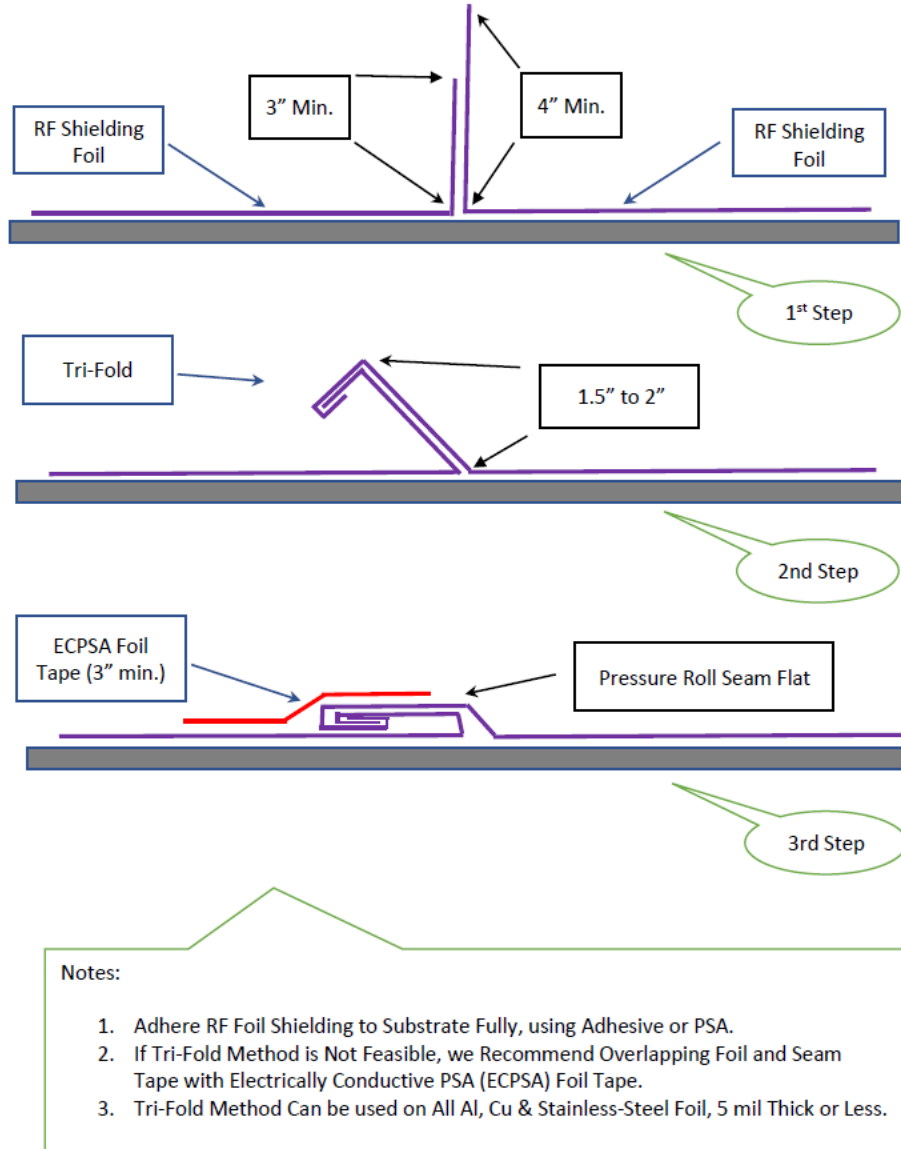 3” Min.
4” Min.
RF Shielding
Foil
RF Shielding
Foil
1st Step
Tri-Fold
1.5” to 2”
2nd Step
ECPSA Foil
Tape (3” min.)
Pressure Roll Seam Flat
3rd Step
Notes:
1. Adhere RF Foil Shielding to Substrate Fully, using Adhesive or PSA.
2. If Tri-Fold Method is Not Feasible, we Recommend Overlapping Foil and Seam
Tape with Electrically Conductive PSA (ECPSA) Foil Tape.
3. Tri-Fold Method Can be used on All Al, Cu & Stainless-Steel Foil, 5 mil Thick or Less.